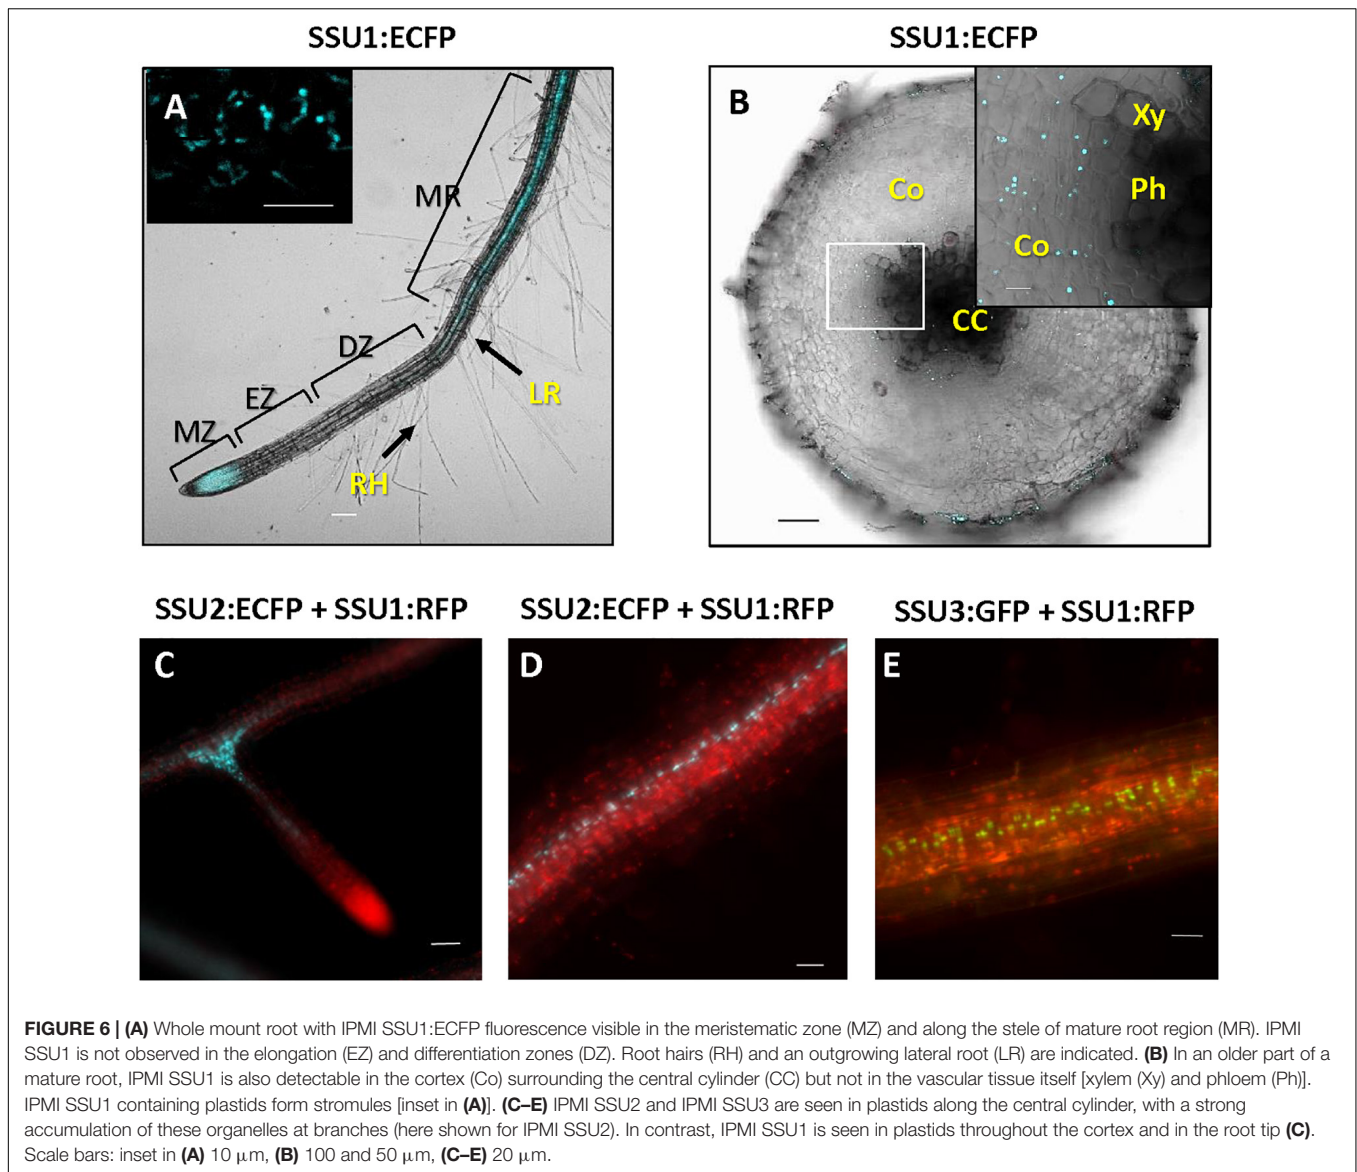 SSU1:ECFP
SSU1:ECFP
A
MR
DZ
EZ
MZ
LR
RH
B
Xy
Co
Ph
Co
CC
SSU2:ECFP + SSU1:RFP
SSU2:ECFP + SSU1:RFP
SSU3:GFP + SSU1:RFP
C
D
E
FIGURE 6 | (A) Whole mount root with IPMI SSU1:ECFP fluorescence visible in the meristematic zone (MZ) and along the stele of mature root region (MR). IPMI
SSU1 is not observed in the elongation (EZ) and differentiation zones (DZ). Root hairs (RH) and an outgrowing lateral root (LR) are indicated. (B) In an older part of a
mature root, IPMI SSU1 is also detectable in the cortex (Co) surrounding the central cylinder (CC) but not in the vascular tissue itself [xylem (Xy) and phloem (Ph)].
IPMI SSU1 containing plastids form stromules [inset in (A)]. (C–E) IPMI SSU2 and IPMI SSU3 are seen in plastids along the central cylinder, with a strong
accumulation of these organelles at branches (here shown for IPMI SSU2). In contrast, IPMI SSU1 is seen in plastids throughout the cortex and in the root tip (C).
Scale bars: inset in (A) 10 μm, (B) 100 and 50 μm, (C–E) 20 μm.